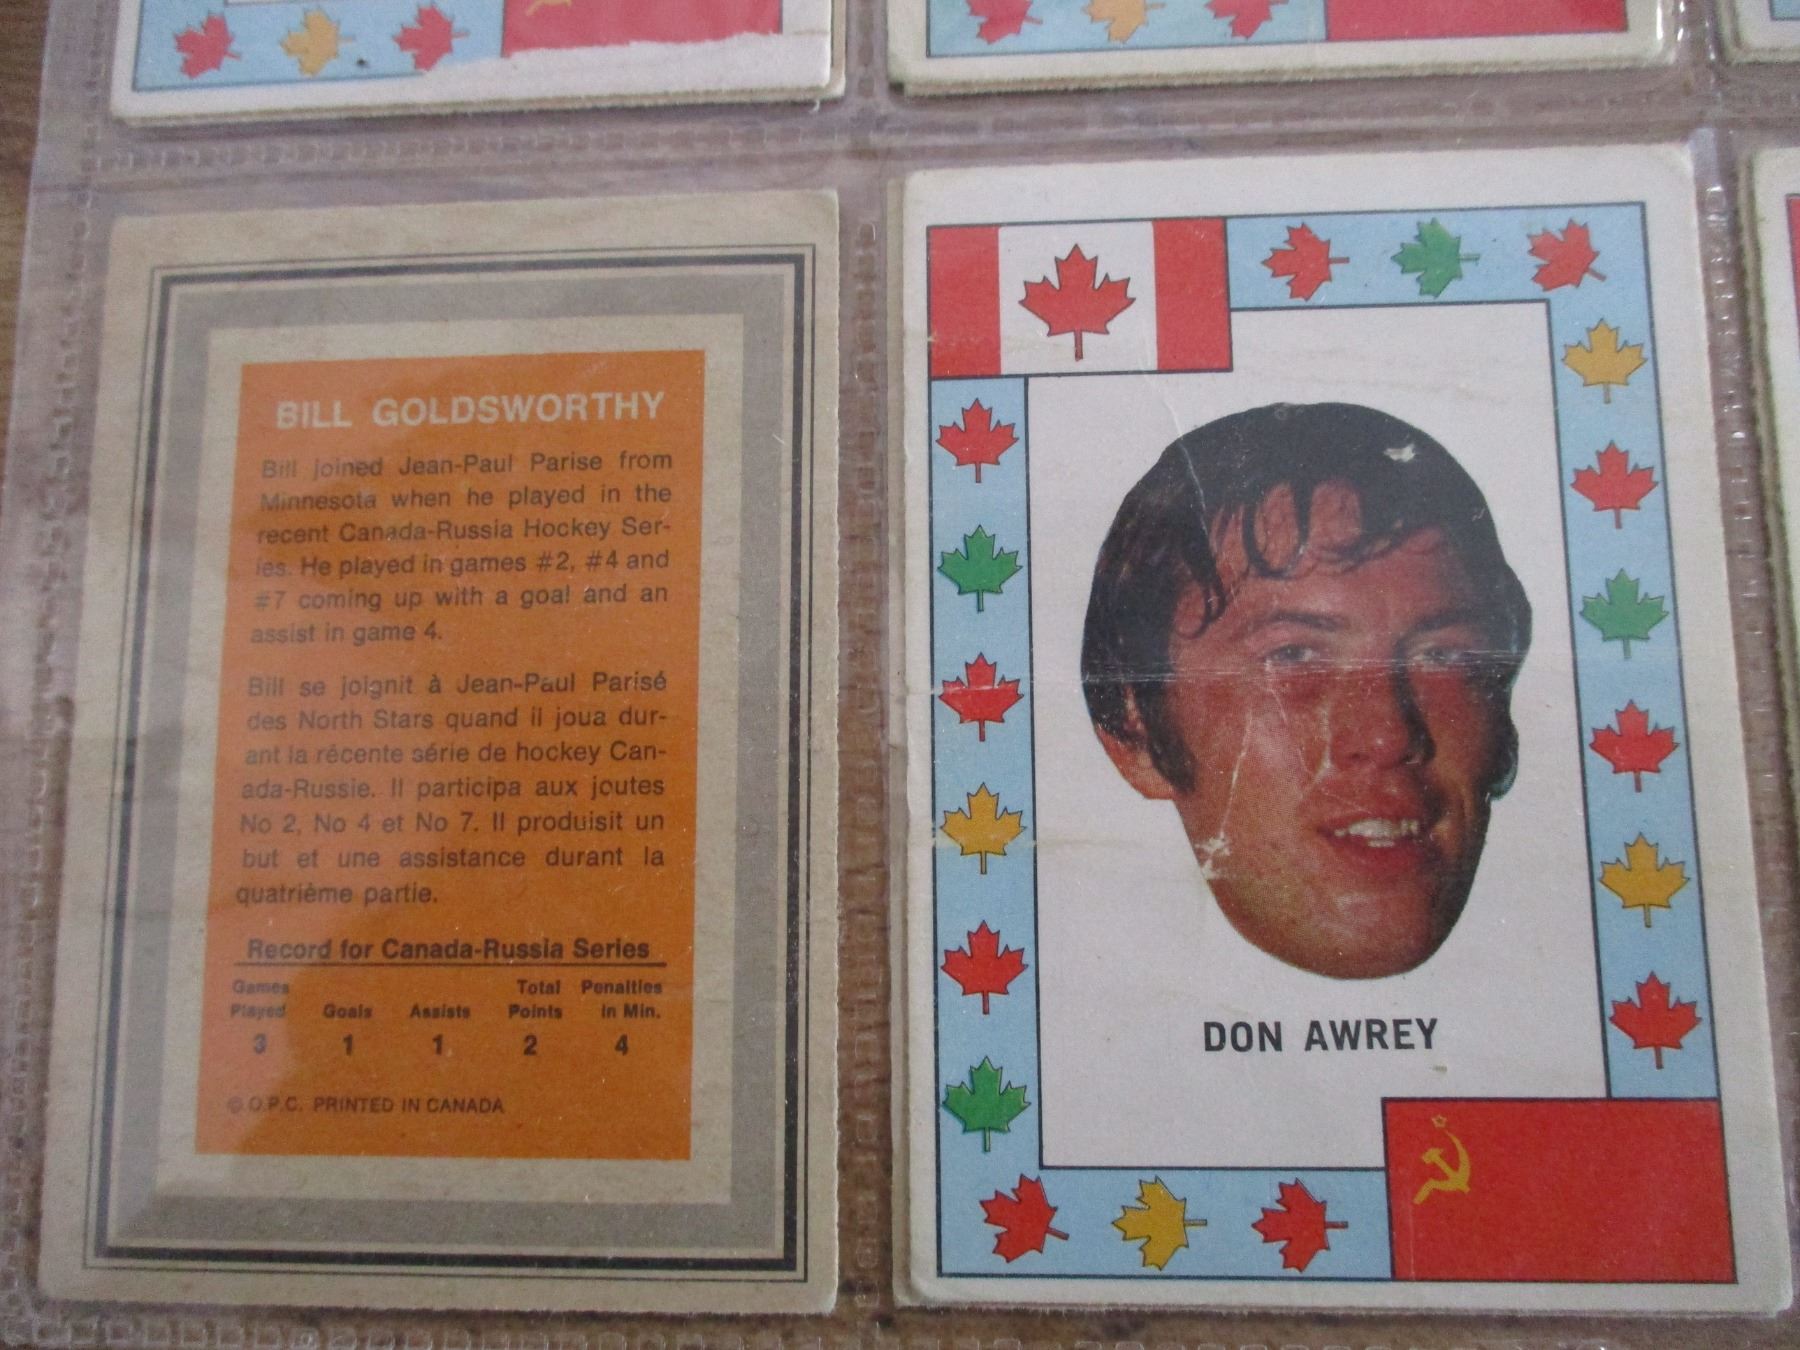 BILL GOLDSWORTHY
Bill joined Jean-Paul Parise from
Minnesota when he played in the
recent Canada-Russia Hockey Ser-
ies. He played in games #2, #4 and
#7 coming up with a goal and an
assist in game 4.
Bill se joignit à Jean-Paul Parisé
des North Stars quand il joua dur-
ant la récente série de hockey Can-
ada-Russie. Il participa aux joutes
No 2, No 4 et No 7. Il produisit un
but et une assistance durant la
quatrième partie.
Record for Canada-Russia Series
Games Total Penalties
Played Goals Assists Points in Min.
3 1 1 2 4
© O.P.C. PRINTED IN CANADA
DON AWREY